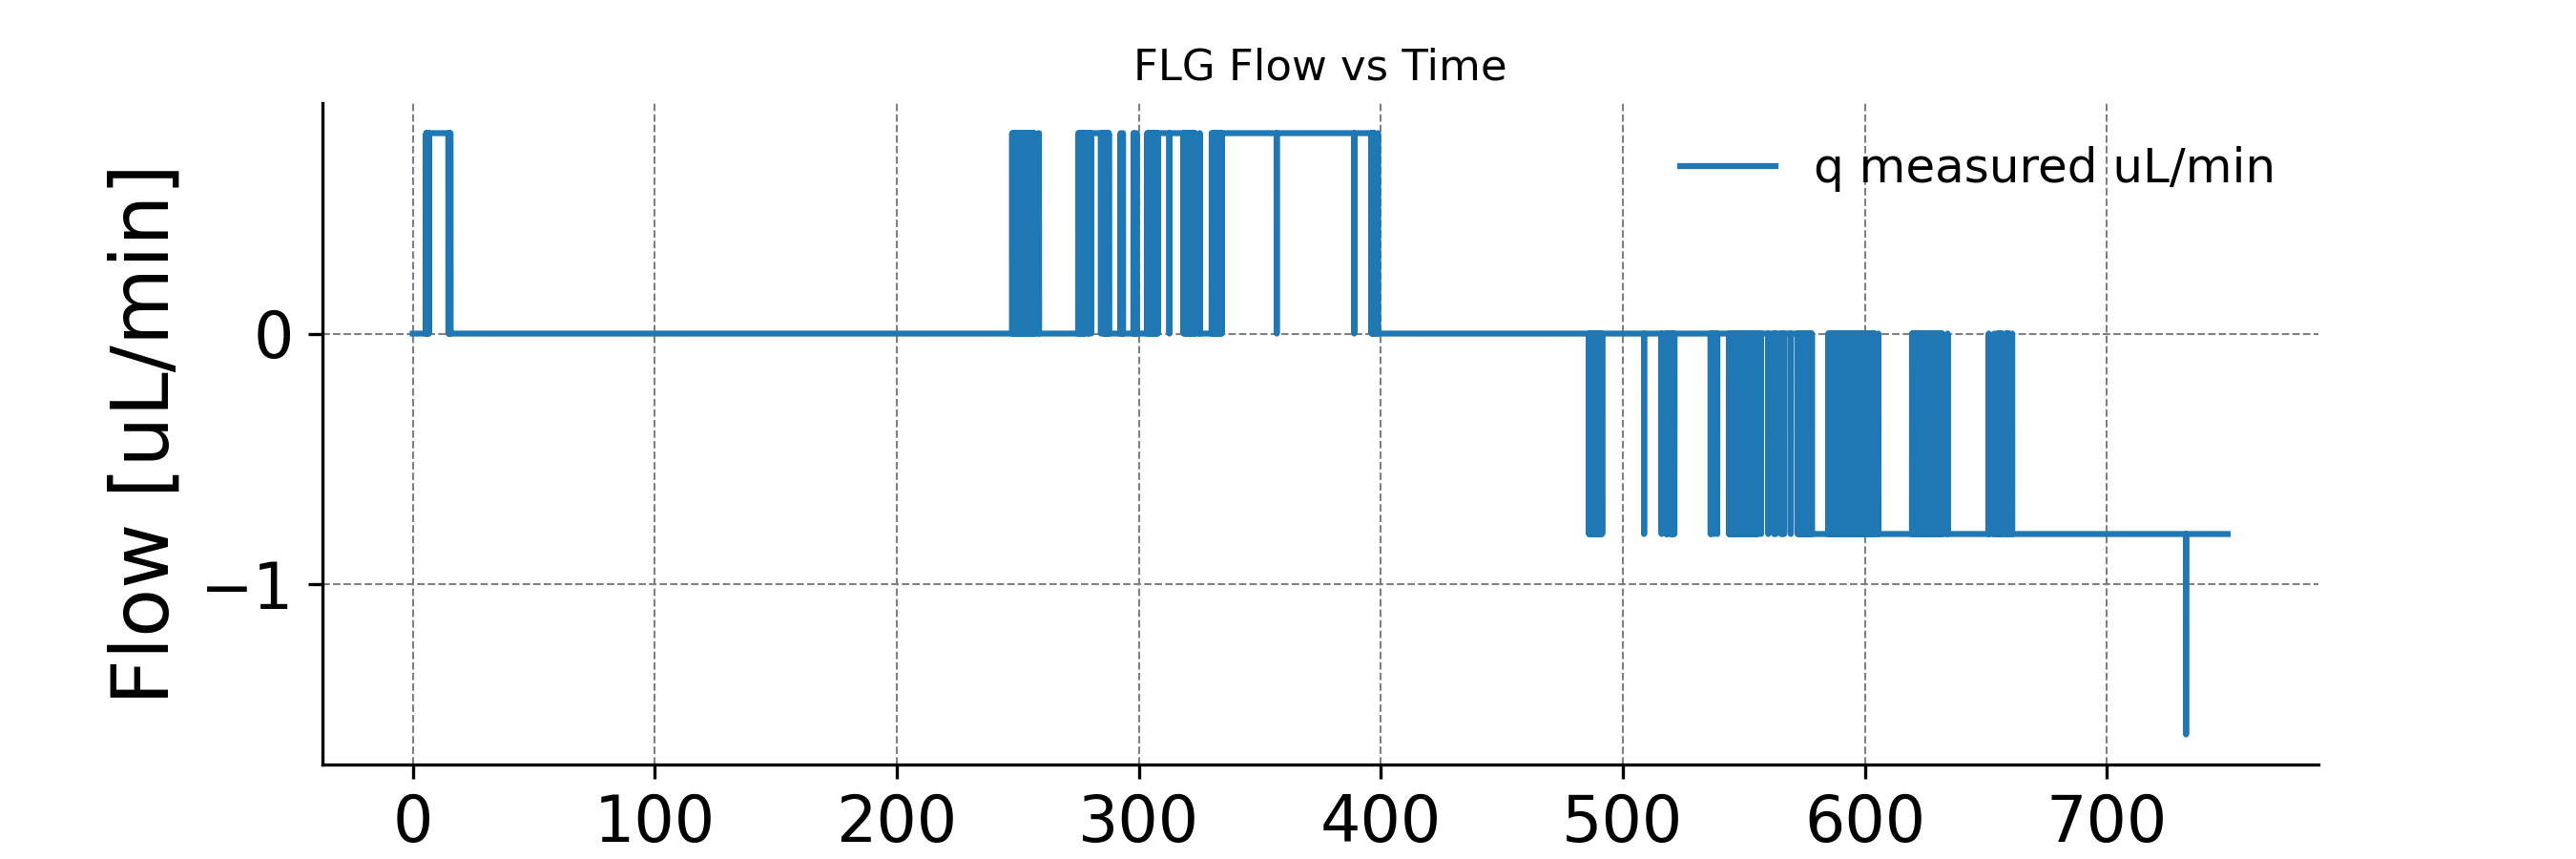 FLG Flow vs Time
Flow [uL/min]
q measured uL/min
0
−1
0 100 200 300 400 500 600 700